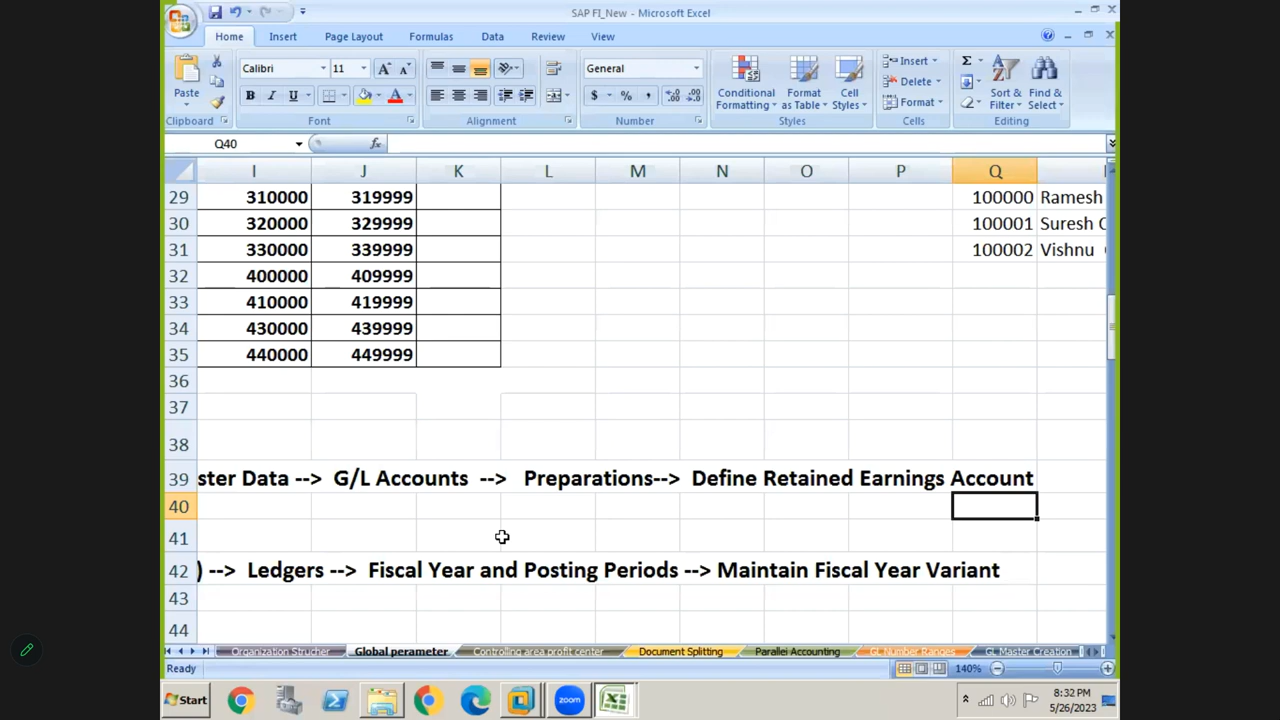 SAP FI_New - Microsoft Excel
Home Insert Page Layout Formulas Data Review View
Calibri 11 General Insert
Paste B I U $ % , Conditional Formatting Format as Table Cell Styles Delete Format Sort & Filter Find & Select
Clipboard Font Alignment Number Styles Cells Editing
Q40 fx
I J K L M N O P Q
29 310000 319999 100000 Ramesh
30 320000 329999 100001 Suresh
31 330000 339999 100002 Vishnu
32 400000 409999
33 410000 419999
34 430000 439999
35 440000 449999
36
37
38
39 ster Data --> G/L Accounts --> Preparations--> Define Retained Earnings Account
40
41
42 ) --> Ledgers --> Fiscal Year and Posting Periods --> Maintain Fiscal Year Variant
43
44
Organization Strucher Global perameter Controlling area profit center Document Splitting Parallel Accounting GL Number Ranges GL Master Creation
Ready 140%
Start zoom 8:32 PM
5/26/2023